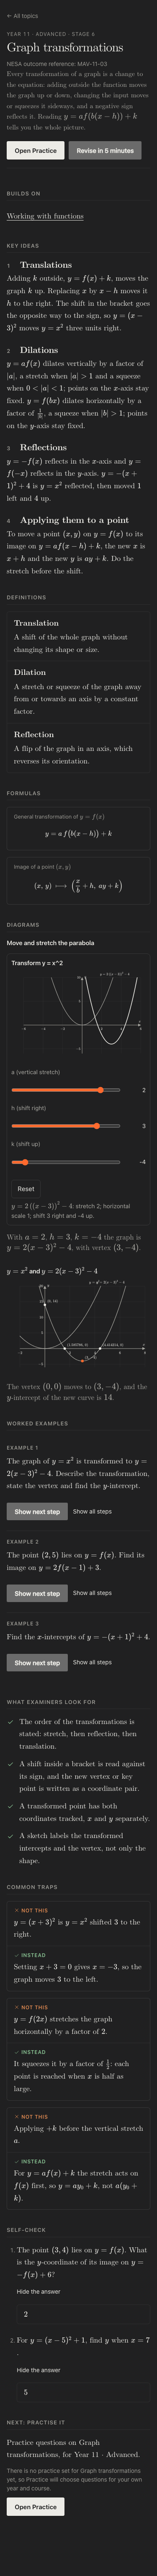 ← All topics
YEAR 11 · ADVANCED · STAGE 6
Graph transformations
NESA outcome reference: MAV-11-03
Every transformation of a graph is a change to
the equation: adding outside the function moves
the graph up or down, changing the input moves
or squeezes it sideways, and a negative sign
reflects it. Reading y = af(b(x − h)) + k
tells you the whole picture.
Open Practice
Revise in 5 minutes
BUILDS ON
Working with functions
KEY IDEAS
1 Translations
Adding k outside, y = f(x) + k, moves the
graph k up. Replacing x by x − h moves it
h to the right. The shift in the bracket goes
the opposite way to the sign, so y = (x −
3)² moves y = x² three units right.
2 Dilations
y = af(x) dilates vertically by a factor of
|a|, a stretch when |a| > 1 and a squeeze
when 0 < |a| < 1; points on the x-axis stay
fixed. y = f(bx) dilates horizontally by a
factor of 1/|b|, a squeeze when |b| > 1; points
on the y-axis stay fixed.
3 Reflections
y = −f(x) reflects in the x-axis and y =
f(−x) reflects in the y-axis. y = −(x +
1)² + 4 is y = x² reflected, then moved 1
left and 4 up.
4 Applying them to a point
To move a point (x, y) on y = f(x) to its
image on y = af(x − h) + k, the new x is
x + h and the new y is ay + k. Do the
stretch before the shift.
DEFINITIONS
Translation
A shift of the whole graph without
changing its shape or size.
Dilation
A stretch or squeeze of the graph away
from or towards an axis by a constant
factor.
Reflection
A flip of the graph in an axis, which
reverses its orientation.
FORMULAS
General transformation of y = f(x)
y = a f(b(x − h)) + k
Image of a point (x, y)
(x, y) ⟼ (x/b + h, ay + k)
DIAGRAMS
Move and stretch the parabola
Transform y = x^2
a (vertical stretch)
2
h (shift right)
3
k (shift up)
-4
Reset
y = 2 ((x − 3))² − 4: stretch 2; horizontal
scale 1; shift 3 right and -4 up.
With a = 2, h = 3, k = −4 the graph is
y = 2(x − 3)² − 4, with vertex (3, −4).
y = x² and y = 2(x − 3)² − 4
The vertex (0, 0) moves to (3, −4), and the
y-intercept of the new curve is 14.
WORKED EXAMPLES
EXAMPLE 1
The graph of y = x² is transformed to y =
2(x − 3)² − 4. Describe the transformation,
state the vertex and find the y-intercept.
Show next step
Show all steps
EXAMPLE 2
The point (2, 5) lies on y = f(x). Find its
image on y = 2f(x − 1) + 3.
Show next step
Show all steps
EXAMPLE 3
Find the x-intercepts of y = −(x + 1)² + 4.
Show next step
Show all steps
WHAT EXAMINERS LOOK FOR
✓ The order of the transformations is
stated: stretch, then reflection, then
translation.
✓ A shift inside a bracket is read against
its sign, and the new vertex or key
point is written as a coordinate pair.
✓ A transformed point has both
coordinates tracked, x and y separately.
✓ A sketch labels the transformed
intercepts and the vertex, not only the
shape.
COMMON TRAPS
× NOT THIS
y = (x + 3)² is y = x² shifted 3 to the
right.
✓ INSTEAD
Setting x + 3 = 0 gives x = −3, so the
graph moves 3 to the left.
× NOT THIS
y = f(2x) stretches the graph
horizontally by a factor of 2.
✓ INSTEAD
It squeezes it by a factor of 1/2: each
point is reached when x is half as
large.
× NOT THIS
Applying +k before the vertical stretch
a.
✓ INSTEAD
For y = af(x) + k the stretch acts on
f(x) first, so y = ay₀ + k, not a(y₀ +
k).
SELF-CHECK
1. The point (3, 4) lies on y = f(x). What
is the y-coordinate of its image on y =
−f(x) + 6?
Hide the answer
2
2. For y = (x − 5)² + 1, find y when x = 7
.
Hide the answer
5
NEXT: PRACTISE IT
Practice questions on Graph
transformations, for Year 11 · Advanced.
There is no practice set for Graph transformations
yet, so Practice will choose questions for your own
year and course.
Open Practice